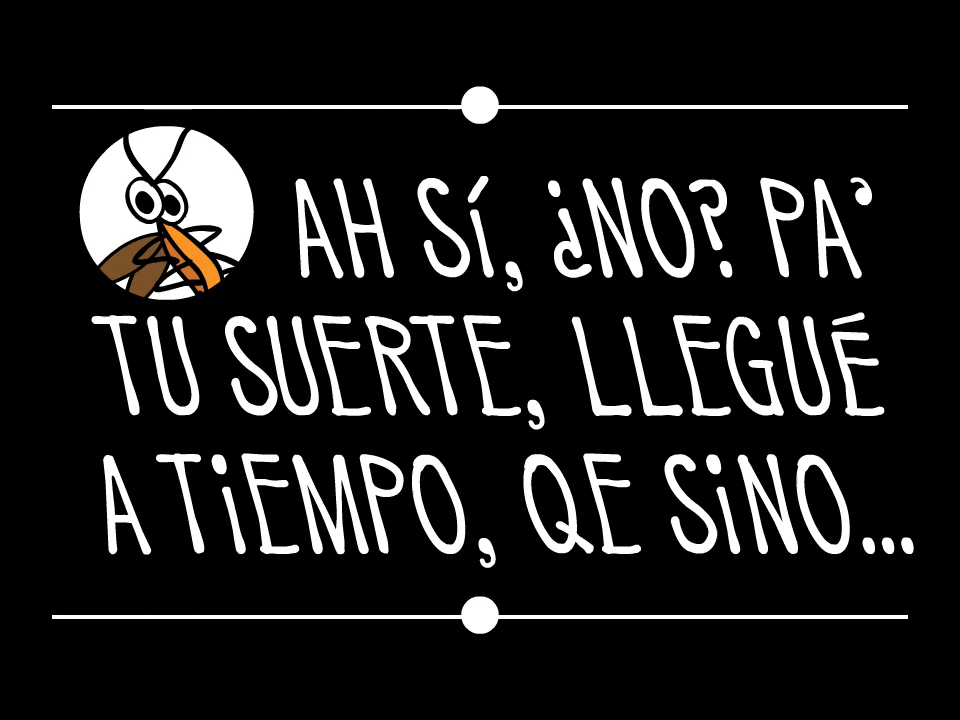 AH SÍ, ¿NO? PA'
TU SUERTE, LLEGUÉ
A TiEMPO, QE SiNO...